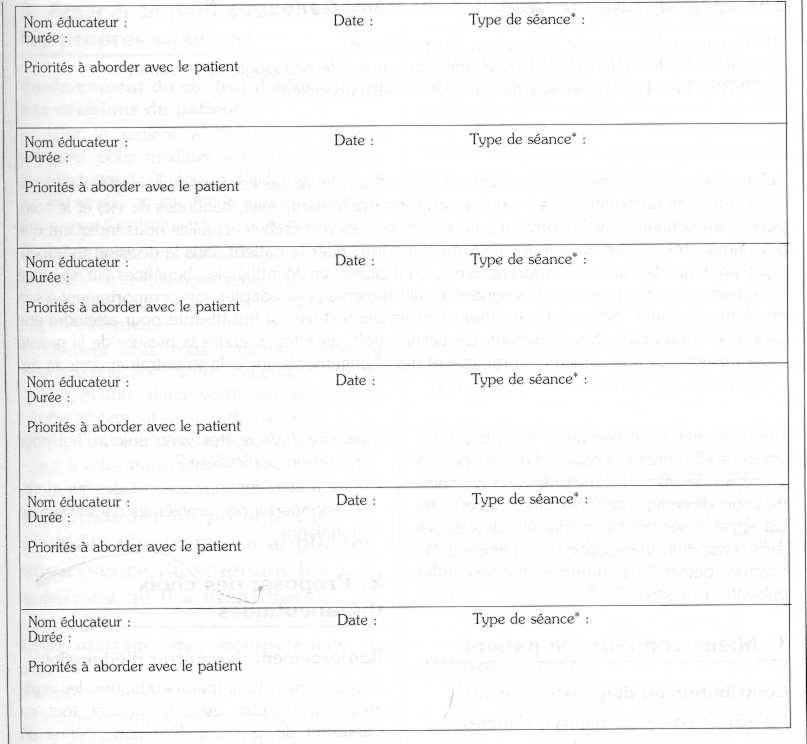 Nom éducateur : Date : Type de séance* :
Durée :
Priorités à aborder avec le patient
Nom éducateur : Date : Type de séance* :
Durée :
Priorités à aborder avec le patient
Nom éducateur : Date : Type de séance* :
Durée :
Priorités à aborder avec le patient
Nom éducateur : Date : Type de séance* :
Durée :
Priorités à aborder avec le patient
Nom éducateur : Date : Type de séance* :
Durée :
Priorités à aborder avec le patient
Nom éducateur : Date : Type de séance* :
Durée :
Priorités à aborder avec le patient